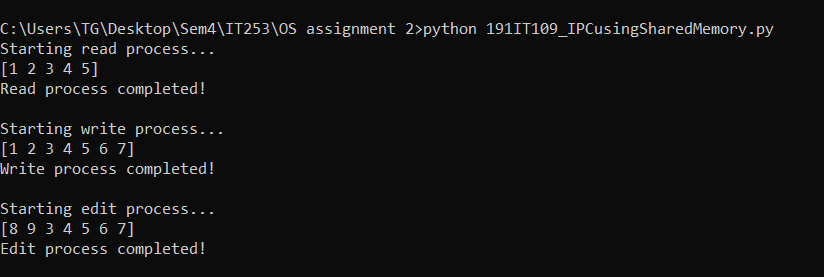 C:\Users\TG\Desktop\Sem4\IT253\OS assignment 2>python 191IT109_IPCusingSharedMemory.py
Starting read process...
[1 2 3 4 5]
Read process completed!
Starting write process...
[1 2 3 4 5 6 7]
Write process completed!
Starting edit process...
[8 9 3 4 5 6 7]
Edit process completed!